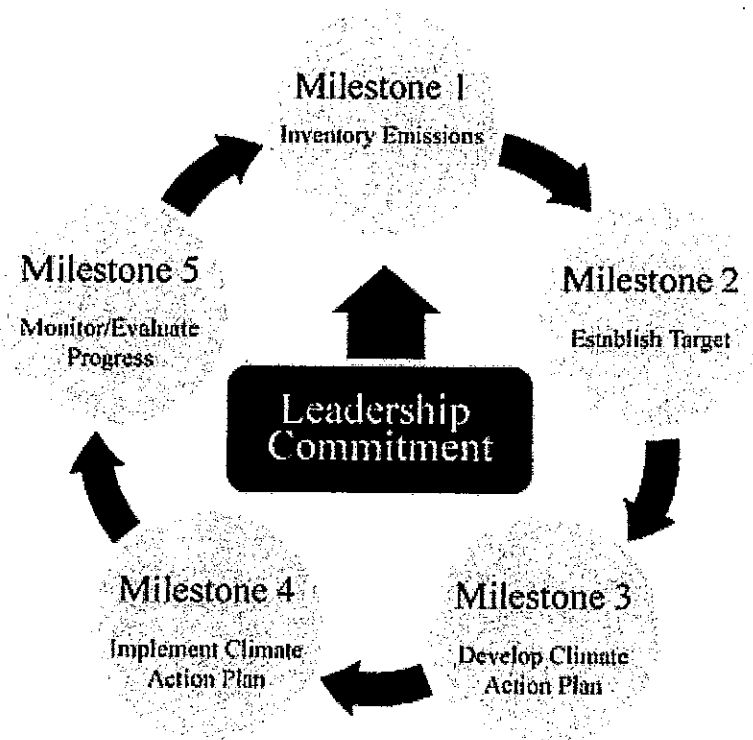 Milestone 1
Inventory Emissions
Milestone 2
Establish Target
Milestone 3
Develop Climate
Action Plan
Milestone 4
Implement Climate
Action Plan
Milestone 5
Monitor/Evaluate
Progress
Leadership
Commitment